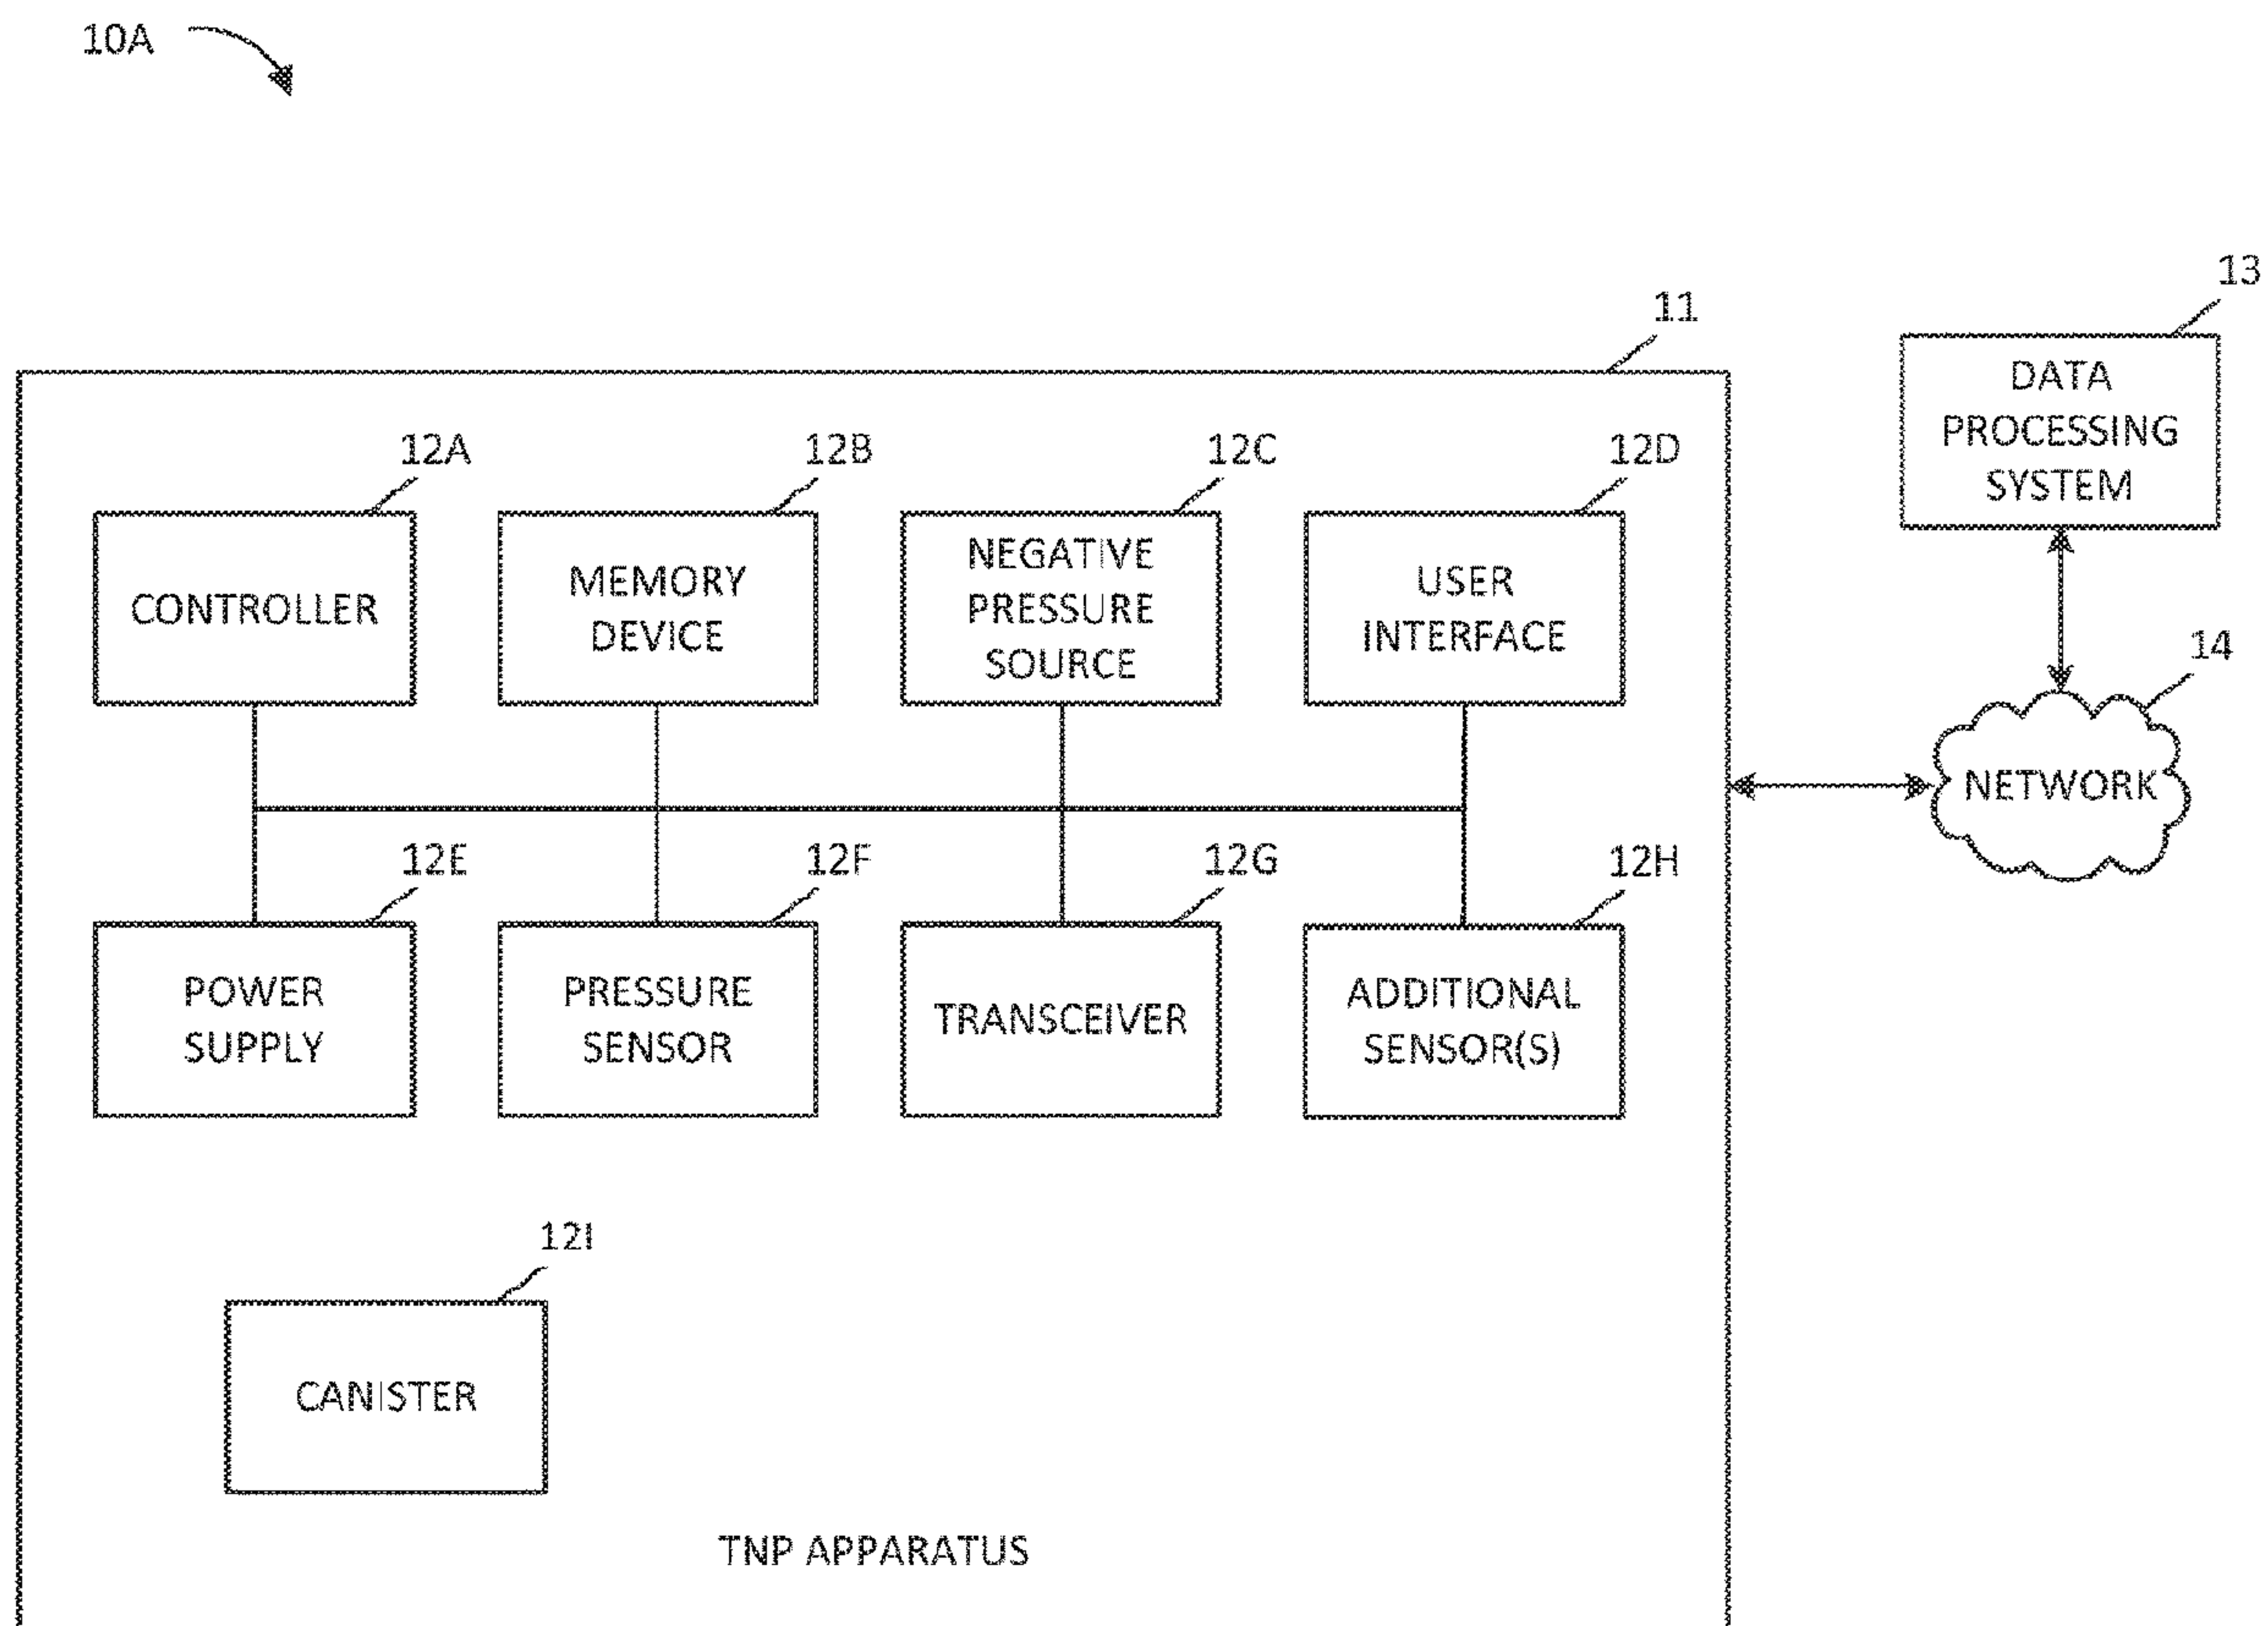 10A
13
11
DATA
PROCESSING
SYSTEM
12A
12B
12C
12D
CONTROLLER
MEMORY
DEVICE
NEGATIVE
PRESSURE
SOURCE
USER
INTERFACE
14
NETWORK
12E
12F
12G
12H
POWER
SUPPLY
PRESSURE
SENSOR
TRANSCEIVER
ADDITIONAL
SENSOR(S)
12I
CANISTER
TNP APPARATUS